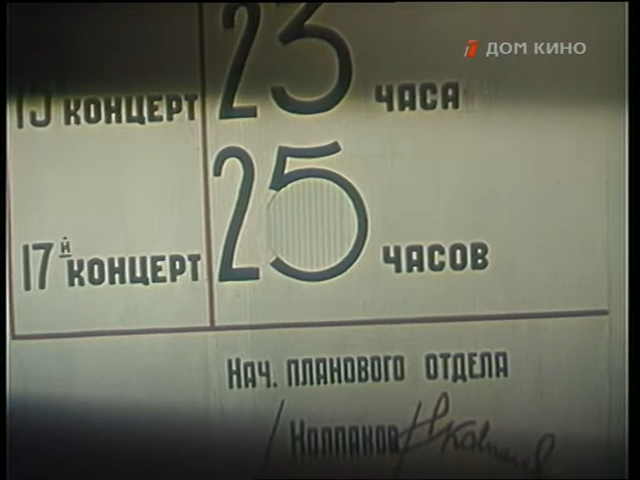 ДОМ КИНО
КОНЦЕРТ 23 ЧАСА
17й КОНЦЕРТ 25 ЧАСОВ
НАЧ. ПЛАНОВОГО ОТДЕЛА
Колпаков